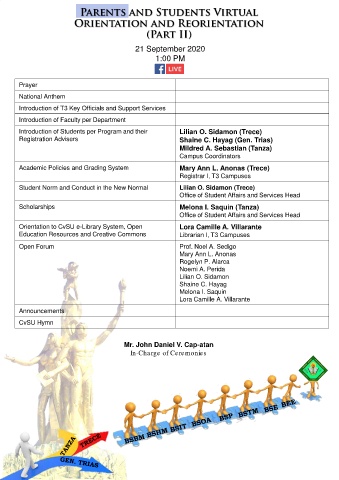 Parents and Students Virtual
Orientation and Reorientation
(Part II)
21 September 2020
1:00 PM
f LIVE
Prayer
National Anthem
Introduction of T3 Key Officials and Support Services
Introduction of Faculty per Department
Introduction of Students per Program and their
Registration Advisers
Lilian O. Sidamon (Trece)
Shaine C. Hayag (Gen. Trias)
Mildred A. Sebastian (Tanza)
Campus Coordinators
Academic Policies and Grading System
Mary Ann L. Anonas (Trece)
Registrar I, T3 Campuses
Student Norm and Conduct in the New Normal
Lilian O. Sidamon (Trece)
Office of Student Affairs and Services Head
Scholarships
Melona I. Saquin (Tanza)
Office of Student Affairs and Services Head
Orientation to CvSU e-Library System, Open
Education Resources and Creative Commons
Lora Camille A. Villarante
Librarian I, T3 Campuses
Open Forum
Prof. Noel A. Sedigo
Mary Ann L. Anonas
Rogelyn P. Alarca
Noemi A. Perida
Lilian O. Sidamon
Shaine C. Hayag
Melona I. Saquin
Lora Camille A. Villarante
Announcements
CvSU Hymn
Mr. John Daniel V. Cap-atan
In-Charge of Ceremonies
BSBM BSHM BSIT BSOA BSP BSTM BSE BEE
TANZA
TRECE
GEN. TRIAS